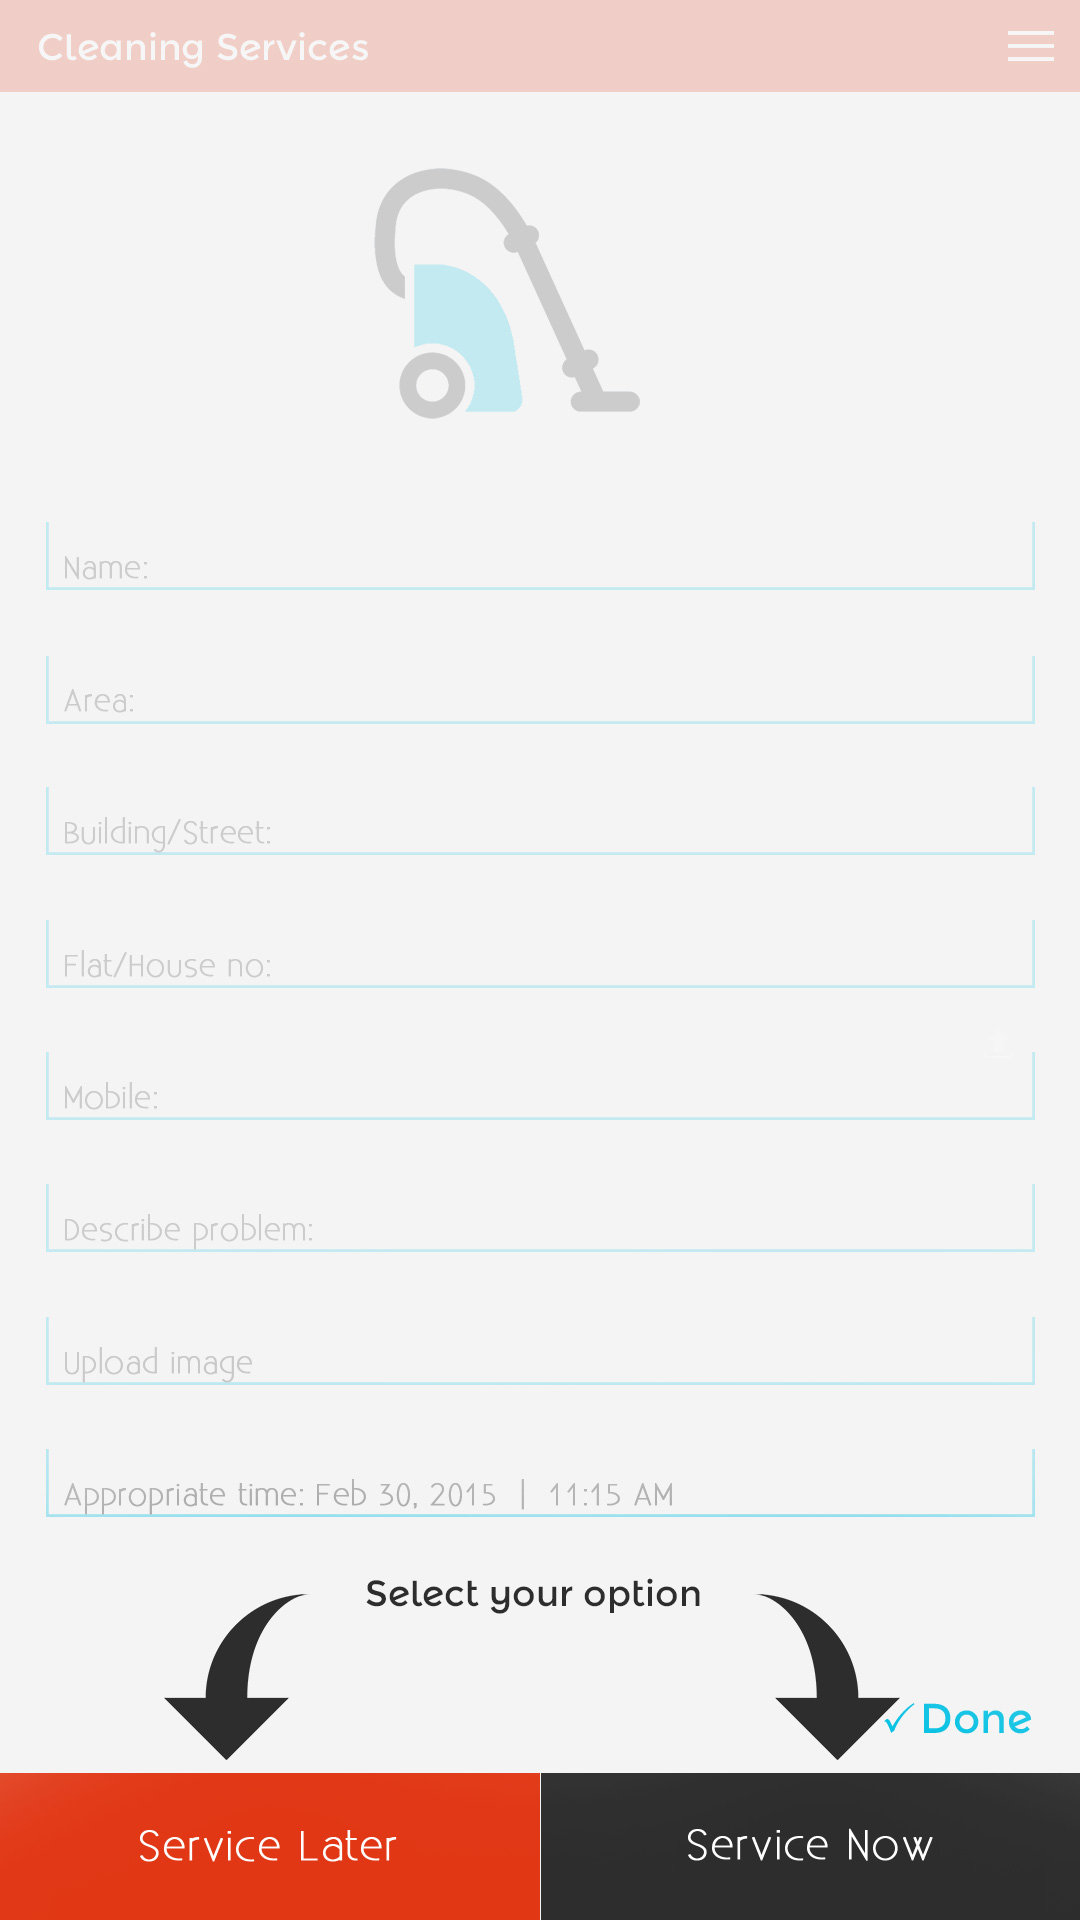 Cleaning Services
Name:
Area:
Building/Street:
Flat/House no:
Mobile:
Describe problem:
Upload image
Appropriate time: Feb 30, 2015 | 11:15 AM
Select your option
✓Done
Service Later
Service Now